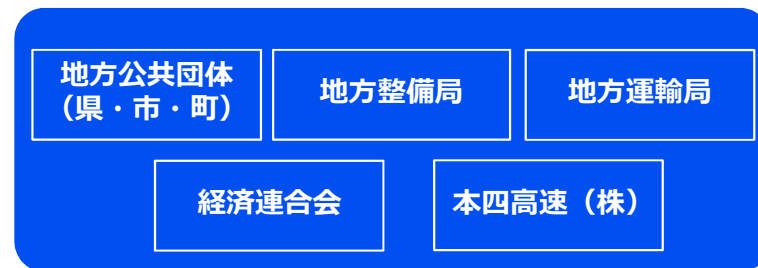 地方公共団体
（県・市・町）
地方整備局
地方運輸局
経済連合会
本四高速（株）